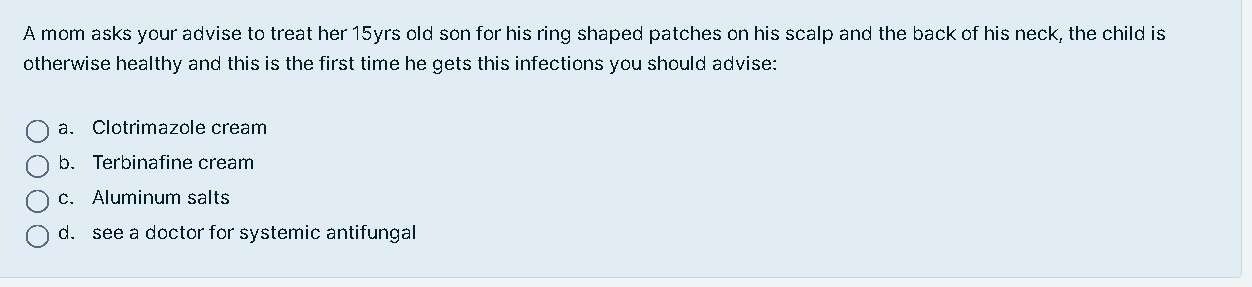 A mom asks your advise to treat her 15yrs old son for his ring shaped patches on his scalp and the back of his neck, the child is
otherwise healthy and this is the first time he gets this infections you should advise:
a. Clotrimazole cream
b. Terbinafine cream
c. Aluminum salts
d. see a doctor for systemic antifungal